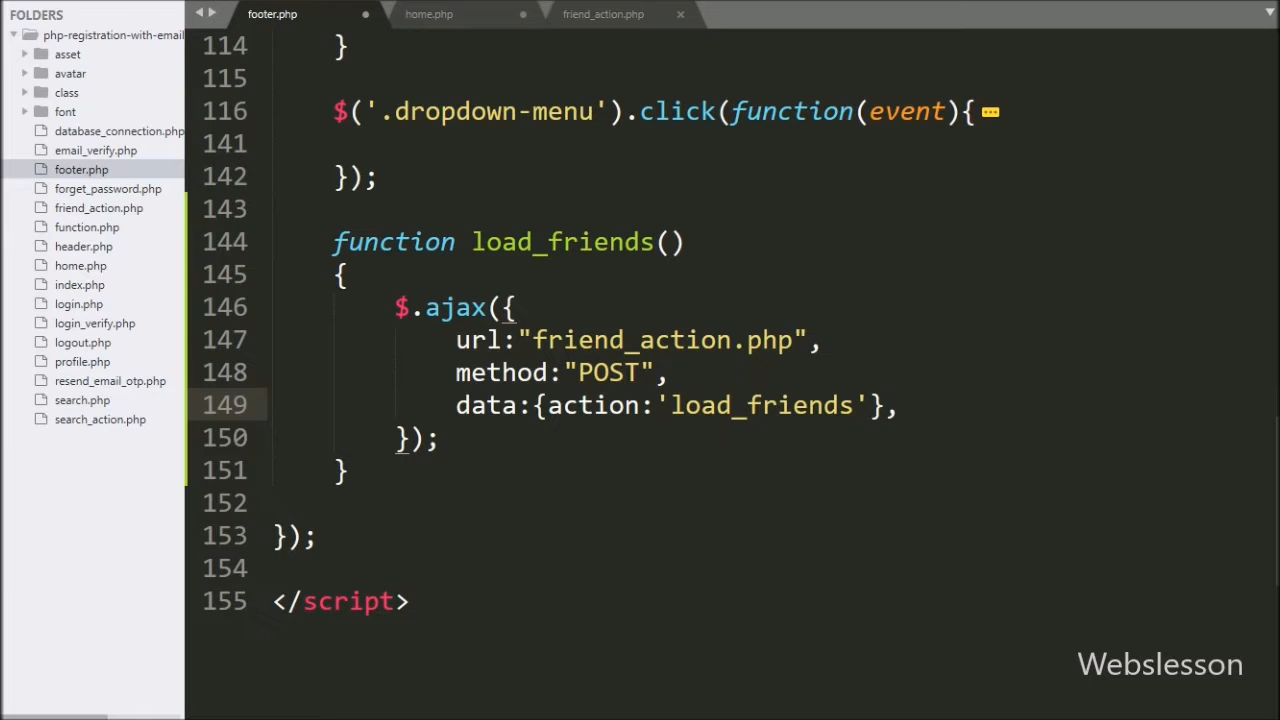 FOLDERS
php-registration-with-email
asset
avatar
class
font
database_connection.php
email_verify.php
footer.php
forget_password.php
friend_action.php
function.php
header.php
home.php
index.php
login.php
login_verify.php
logout.php
profile.php
resend_email_otp.php
search.php
search_action.php
footer.php home.php friend_action.php
114 }
115
116 $('.dropdown-menu').click(function(event){
141
142 });
143
144 function load_friends()
145 {
146 $.ajax({
147 url:"friend_action.php",
148 method:"POST",
149 data:{action:'load_friends'},
150 });
151 }
152
153 });
154
155 </script>
Webslesson